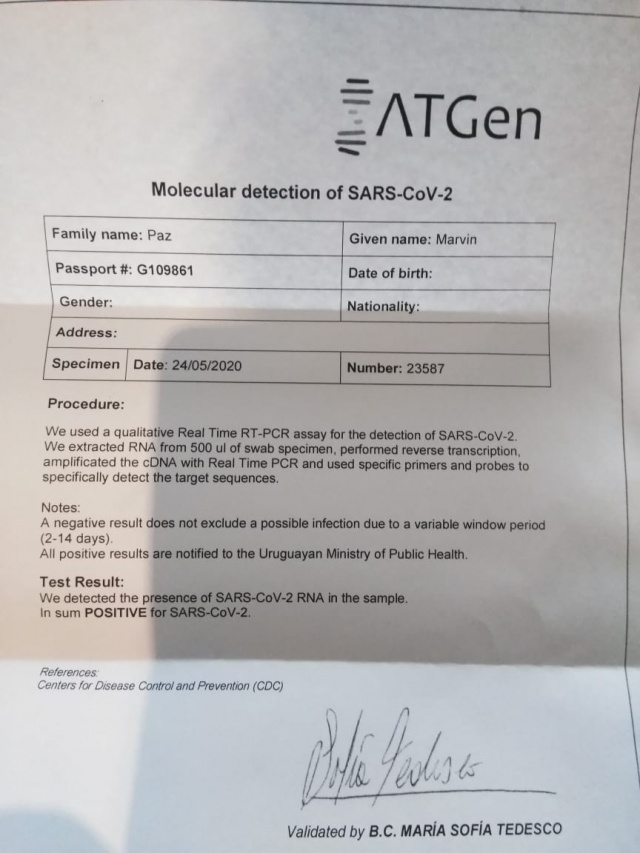 ATGen
Molecular detection of SARS-CoV-2
Family name: Paz
Given name: Marvin
Passport #: G109861
Date of birth:
Gender:
Nationality:
Address:
Specimen
Date: 24/05/2020
Number: 23587
Procedure:
We used a qualitative Real Time RT-PCR assay for the detection of SARS-CoV-2.
We extracted RNA from 500 ul of swab specimen, performed reverse transcription,
amplificated the cDNA with Real Time PCR and used specific primers and probes to
specifically detect the target sequences.
Notes:
A negative result does not exclude a possible infection due to a variable window period
(2-14 days).
All positive results are notified to the Uruguayan Ministry of Public Health.
Test Result:
We detected the presence of SARS-CoV-2 RNA in the sample.
In sum POSITIVE for SARS-CoV-2.
References:
Centers for Disease Control and Prevention (CDC)
Sofía Tedesco
Validated by B.C. MARÍA SOFÍA TEDESCO